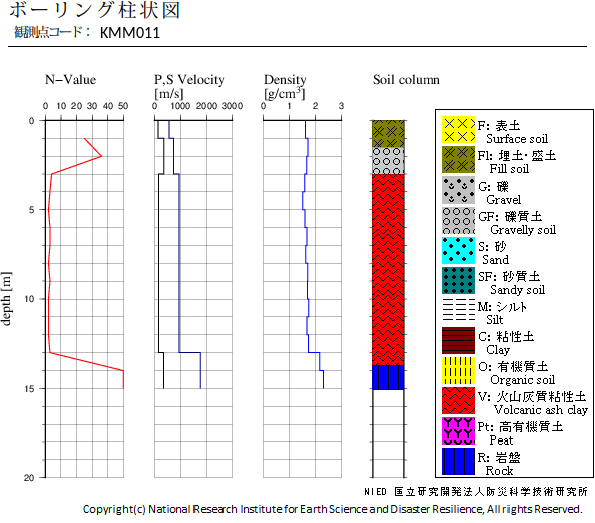 ボーリング柱状図
観測点コード： KMM011
N−Value
P,S Velocity
[m/s]
Density
[g/cm³]
Soil column
0 10 20 30 40 50
0 1000 2000 3000
0 1 2 3
0
5
10
15
20
depth [m]
F: 表土
Surface soil
Fl: 埋土・盛土
Fill soil
G: 礫
Gravel
GF: 礫質土
Gravelly soil
S: 砂
Sand
SF: 砂質土
Sandy soil
M: シルト
Silt
C: 粘性土
Clay
O: 有機質土
Organic soil
V: 火山灰質粘性土
Volcanic ash clay
Pt: 高有機質土
Peat
R: 岩盤
Rock
NIED 国立研究開発法人防災科学技術研究所
Copyright(c) National Research Institute for Earth Science and Disaster Resilience, All rights Reserved.